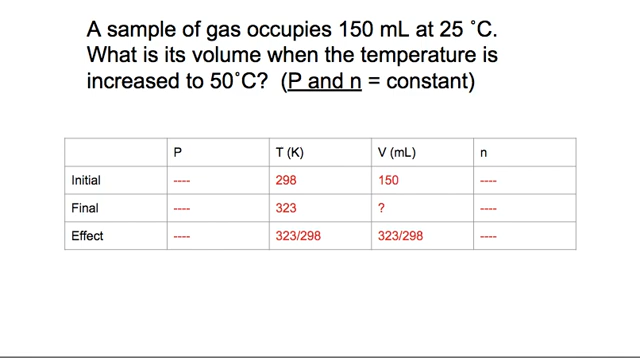 A sample of gas occupies 150 mL at 25 ˚C.
What is its volume when the temperature is
increased to 50˚C?  (P and n = constant)
P T (K) V (mL) n
Initial ---- 298 150 ----
Final ---- 323 ? ----
Effect ---- 323/298 323/298 ----